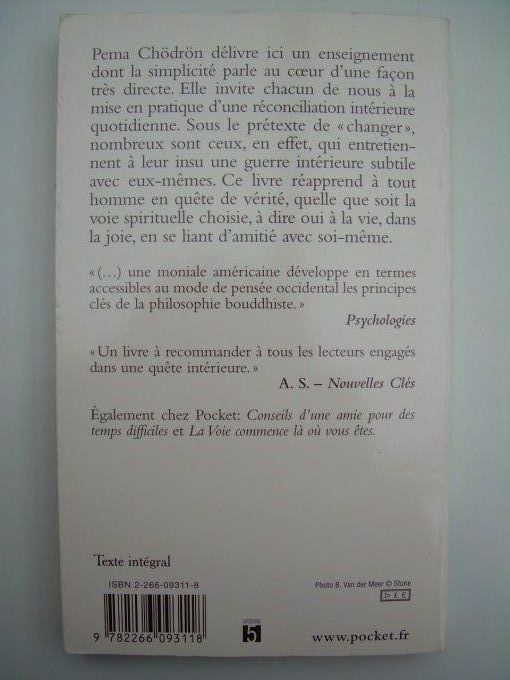 Pema Chödrön délivre ici un enseignement
dont la simplicité parle au cœur d'une façon
très directe. Elle invite chacun de nous à la
mise en pratique d'une réconciliation intérieure
quotidienne. Sous le prétexte de « changer »,
nombreux sont ceux, en effet, qui entretien-
nent à leur insu une guerre intérieure subtile
avec eux-mêmes. Ce livre réapprend à tout
homme en quête de vérité, quelle que soit la
voie spirituelle choisie, à dire oui à la vie, dans
la joie, en se liant d'amitié avec soi-même.
« (...) une moniale américaine développe en termes
accessibles au mode de pensée occidental les principes
clés de la philosophie bouddhiste. »
Psychologies
« Un livre à recommander à tous les lecteurs engagés
dans une quête intérieure. »
A. S. – Nouvelles Clés
Également chez Pocket: Conseils d'une amie pour des
temps difficiles et La Voie commence là où vous êtes.
Texte intégral
ISBN 2-266-09311-8
Photo B. Van der Meer © Stone
9 782266 093118
CATÉGORIE
5
www.pocket.fr